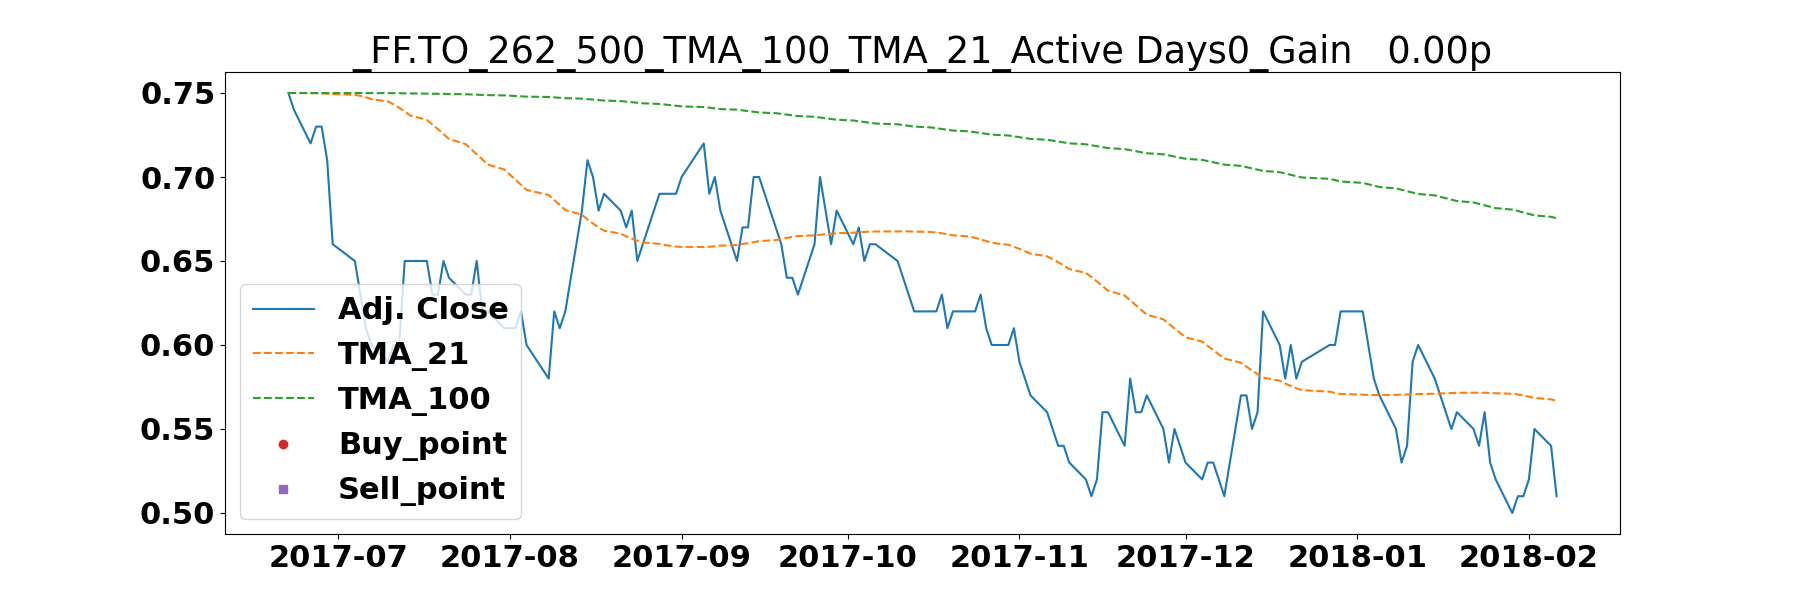 _FF.TO_262_500_TMA_100_TMA_21_Active Days0_Gain   0.00p
0.75
0.70
0.65
0.60
0.55
0.50
Adj. Close
TMA_21
TMA_100
Buy_point
Sell_point
2017-07 2017-08 2017-09 2017-10 2017-11 2017-12 2018-01 2018-02